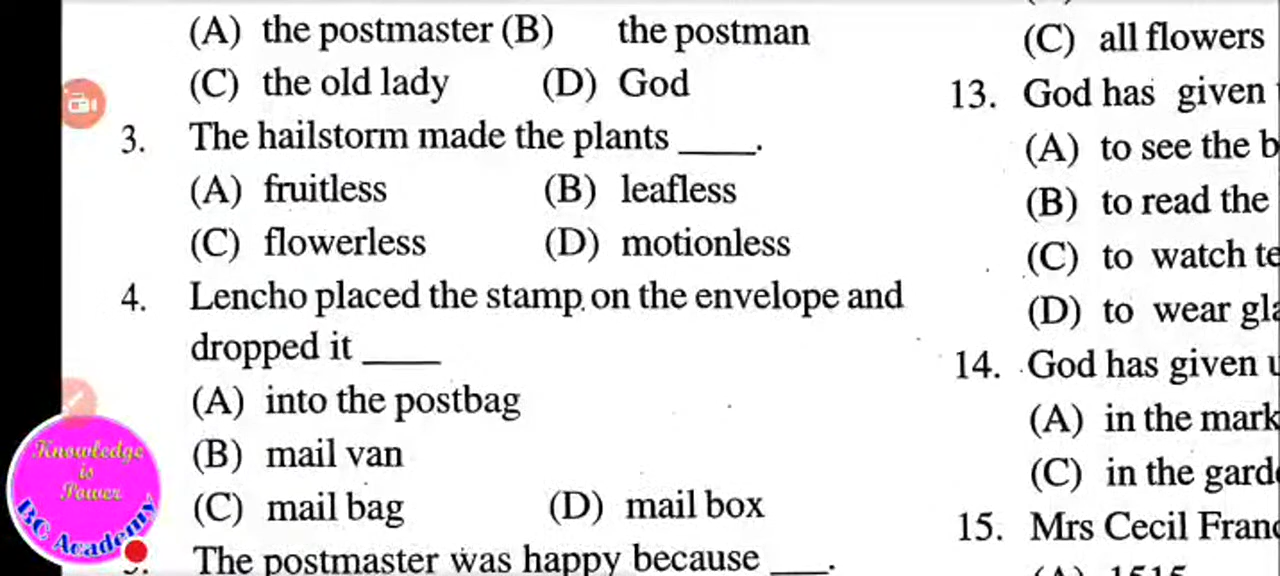 (A) the postmaster (B) the postman
(C) the old lady (D) God
3. The hailstorm made the plants ____.
(A) fruitless (B) leafless
(C) flowerless (D) motionless
4. Lencho placed the stamp on the envelope and
dropped it ____
(A) into the postbag
(B) mail van
(C) mail bag (D) mail box
The postmaster was happy because ____.
(C) all flowers
13. God has given
(A) to see the
(B) to read the
(C) to watch
(D) to wear
14. God has given
(A) in the
(C) in the
15. Mrs Cecil
(A) 1515
Knowledge
is
Power
BC Academy